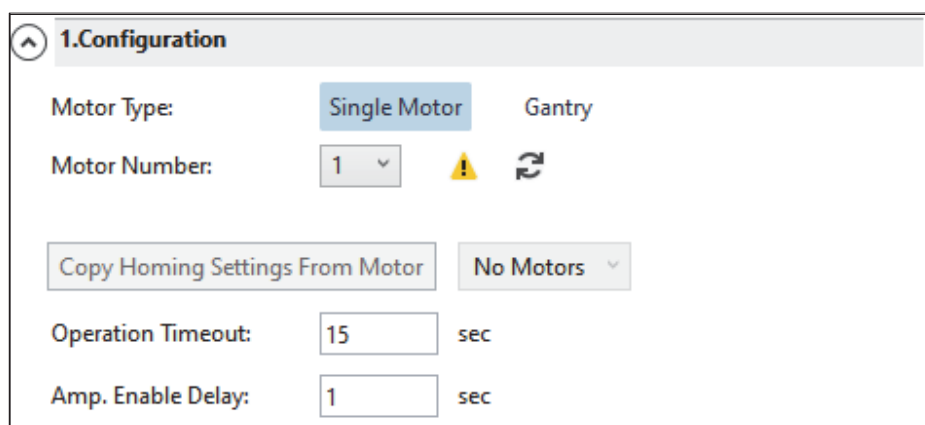 1.Configuration
Motor Type: Single Motor Gantry
Motor Number: 1
Copy Homing Settings From Motor No Motors
Operation Timeout: 15 sec
Amp. Enable Delay: 1 sec